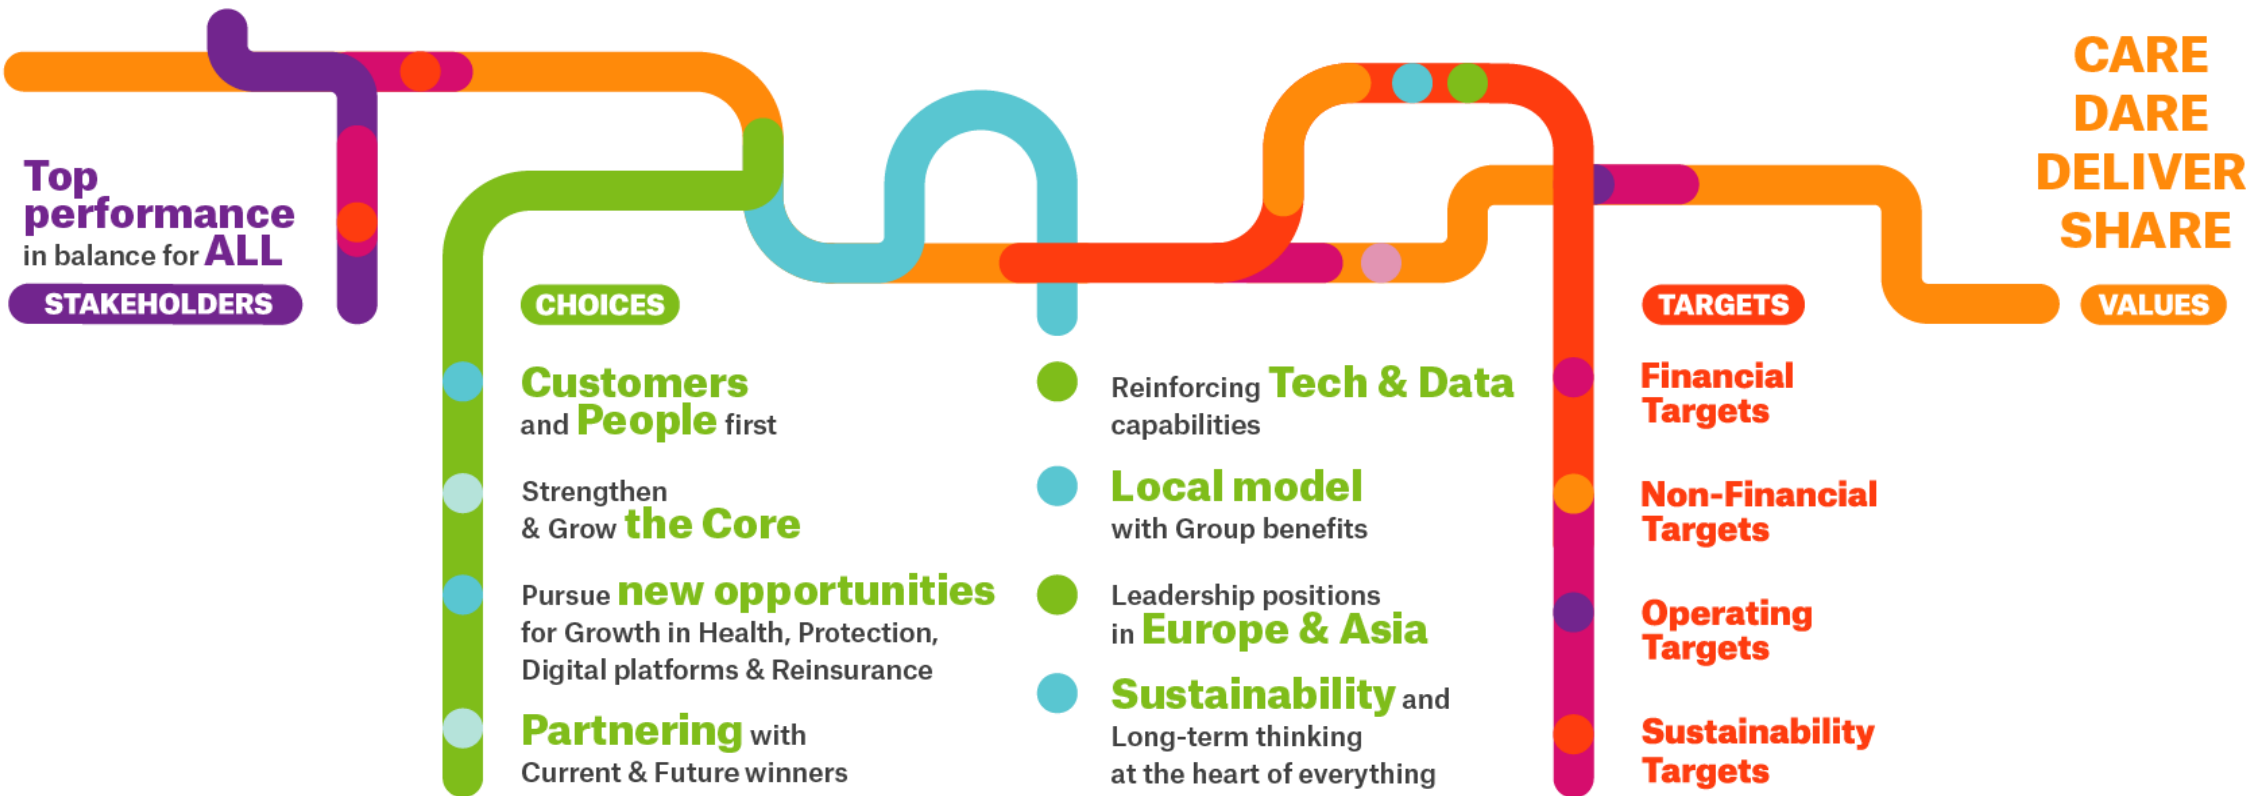 Top
performance
in balance for ALL
STAKEHOLDERS
CHOICES
Customers
and People first
Strengthen
& Grow the Core
Pursue new opportunities
for Growth in Health, Protection,
Digital platforms & Reinsurance
Partnering with
Current & Future winners
Reinforcing Tech & Data
capabilities
Local model
with Group benefits
Leadership positions
in Europe & Asia
Sustainability and
Long-term thinking
at the heart of everything
TARGETS
Financial
Targets
Non-Financial
Targets
Operating
Targets
Sustainability
Targets
CARE
DARE
DELIVER
SHARE
VALUES